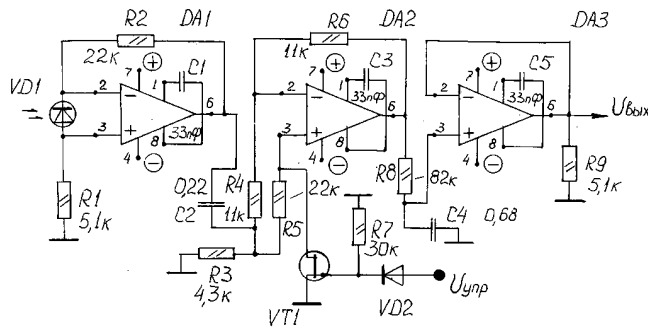 R2 DA1 R6 DA2 DA3
22к 11к
7 + C1 7 + C3 7 + C5
VD1 2 1 6 2 1 6 2 1 6
33пф 33пф 33пф Uвых
3 8 3 8 3 8
4 − 4 − 4 −
R1 5,1к
0,22 C2
R4 11к
R5 22к
R8 82к
C4 0,68
R9 5,1к
R3 4,3к
R7 30к
VT1 VD2 Uупр